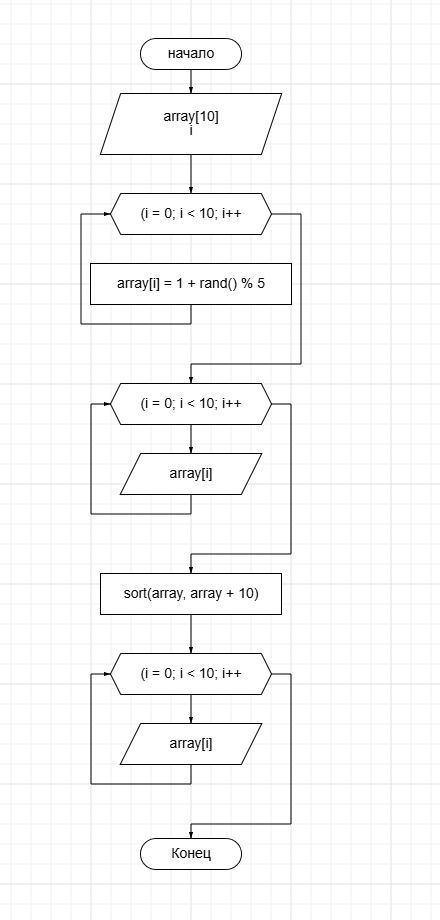 начало
array[10]
i
(i = 0; i < 10; i++
array[i] = 1 + rand() % 5
(i = 0; i < 10; i++
array[i]
sort(array, array + 10)
(i = 0; i < 10; i++
array[i]
Конец